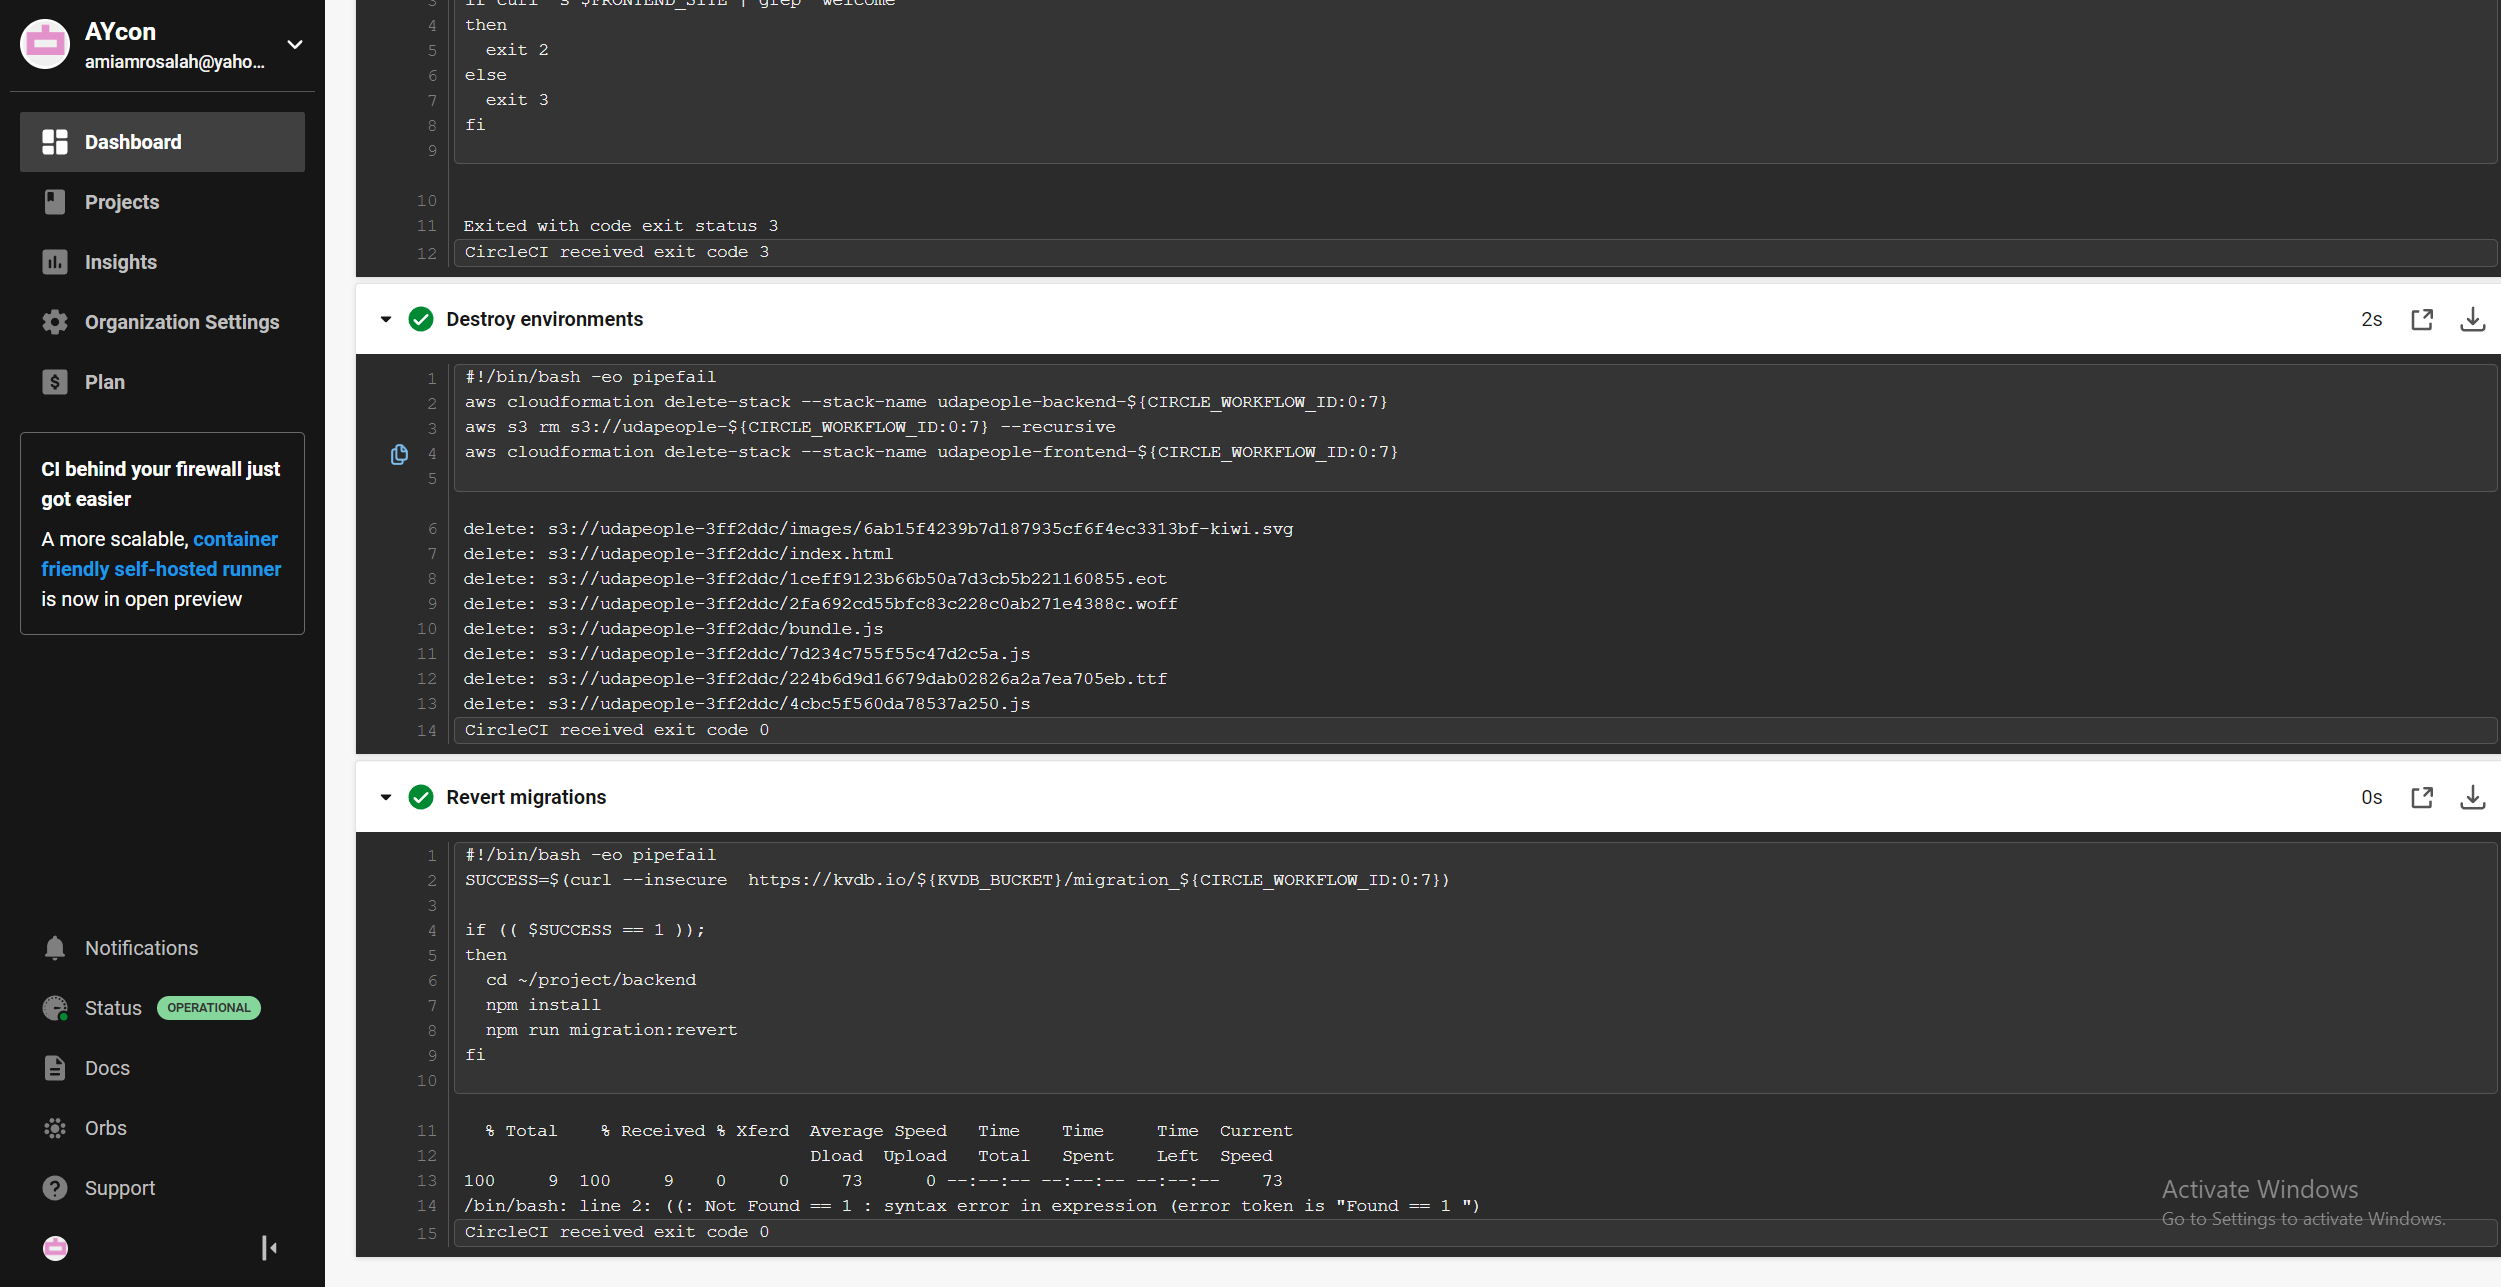 AYcon
amiamrosalah@yaho...
Dashboard
Projects
Insights
Organization Settings
Plan
CI behind your firewall just
got easier
A more scalable, container
friendly self-hosted runner
is now in open preview
Notifications
Status OPERATIONAL
Docs
Orbs
Support
4 then
5 exit 2
6 else
7 exit 3
8 fi
9
10
11 Exited with code exit status 3
12 CircleCI received exit code 3
Destroy environments 2s
1 #!/bin/bash -eo pipefail
2 aws cloudformation delete-stack --stack-name udapeople-backend-${CIRCLE_WORKFLOW_ID:0:7}
3 aws s3 rm s3://udapeople-${CIRCLE_WORKFLOW_ID:0:7} --recursive
4 aws cloudformation delete-stack --stack-name udapeople-frontend-${CIRCLE_WORKFLOW_ID:0:7}
5
6 delete: s3://udapeople-3ff2ddc/images/6ab15f4239b7d187935cf6f4ec3313bf-kiwi.svg
7 delete: s3://udapeople-3ff2ddc/index.html
8 delete: s3://udapeople-3ff2ddc/1ceff9123b66b50a7d3cb5b221160855.eot
9 delete: s3://udapeople-3ff2ddc/2fa692cd55bfc83c228c0ab271e4388c.woff
10 delete: s3://udapeople-3ff2ddc/bundle.js
11 delete: s3://udapeople-3ff2ddc/7d234c755f55c47d2c5a.js
12 delete: s3://udapeople-3ff2ddc/224b6d9d16679dab02826a2a7ea705eb.ttf
13 delete: s3://udapeople-3ff2ddc/4cbc5f560da78537a250.js
14 CircleCI received exit code 0
Revert migrations 0s
1 #!/bin/bash -eo pipefail
2 SUCCESS=$(curl --insecure  https://kvdb.io/${KVDB_BUCKET}/migration_${CIRCLE_WORKFLOW_ID:0:7})
3
4 if (( $SUCCESS == 1 ));
5 then
6 cd ~/project/backend
7 npm install
8 npm run migration:revert
9 fi
10
11 % Total % Received % Xferd Average Speed Time Time Time Current
12 Dload Upload Total Spent Left Speed
13 100 9 100 9 0 0 73 0 --:--:-- --:--:-- --:--:-- 73
14 /bin/bash: line 2: ((: Not Found == 1 : syntax error in expression (error token is "Found == 1 ")
15 CircleCI received exit code 0
Activate Windows
Go to Settings to activate Windows.